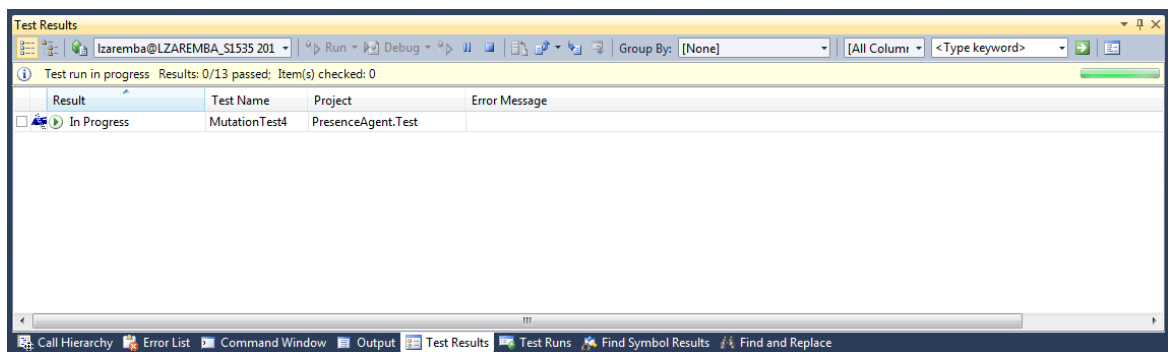 Test Results
lzaremba@LZAREMBA_S1535 201 Run Debug Group By: [None] [All Colum <Type keyword>
Test run in progress Results: 0/13 passed; Item(s) checked: 0
Result Test Name Project Error Message
In Progress MutationTest4 PresenceAgent.Test
Call Hierarchy Error List Command Window Output Test Results Test Runs Find Symbol Results Find and Replace